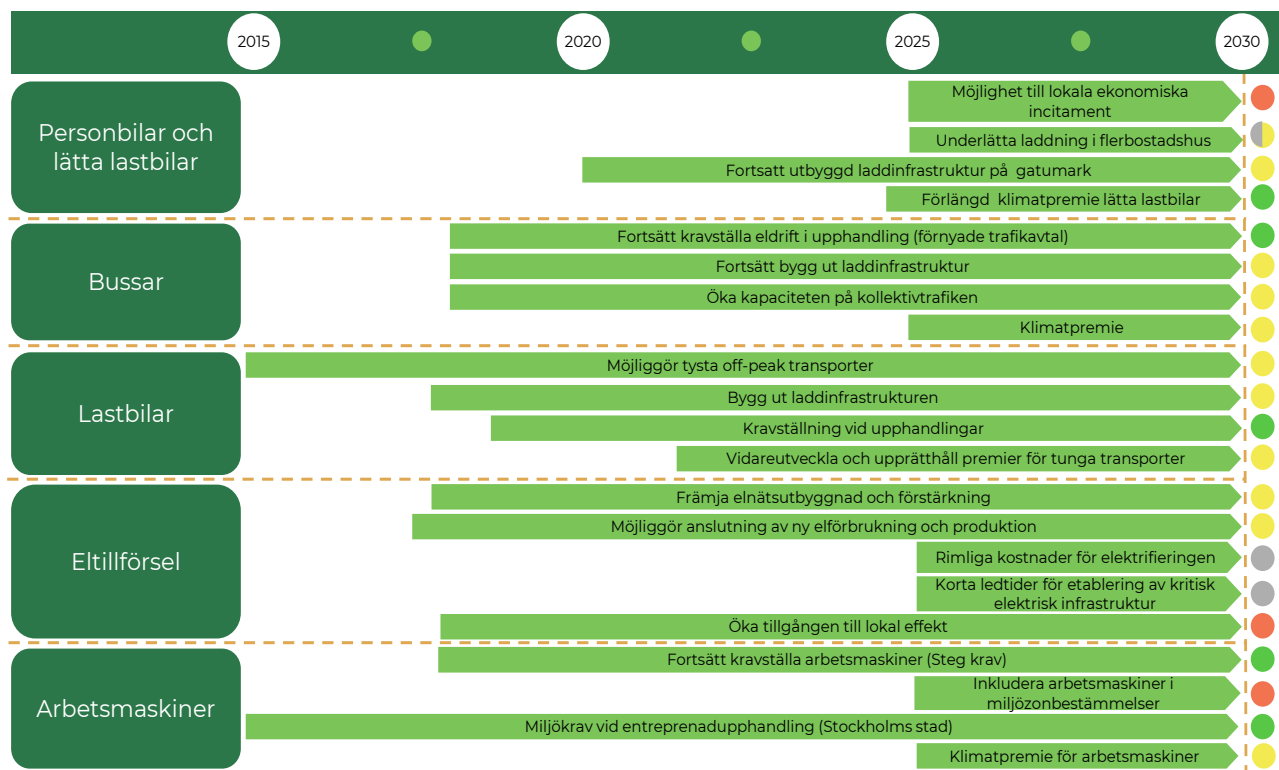 2015
2020
2025
2030
Personbilar och
lätta lastbilar
Möjlighet till lokala ekonomiska
incitament
Underlätta laddning i flerbostadshus
Fortsatt utbyggd laddinfrastruktur på gatumark
Förlängd klimatpremie lätta lastbilar
Bussar
Fortsätt kravställa eldrift i upphandling (förnyade trafikavtal)
Fortsätt bygg ut laddinfrastruktur
Öka kapaciteten på kollektivtrafiken
Klimatpremie
Lastbilar
Möjliggör tysta off-peak transporter
Bygg ut laddinfrastrukturen
Kravställning vid upphandlingar
Vidareutveckla och upprätthåll premier för tunga transporter
Eltillförsel
Främja elnätsutbyggnad och förstärkning
Möjliggör anslutning av ny elförbrukning och produktion
Rimliga kostnader för elektrifieringen
Korta ledtider för etablering av kritisk
elektrisk infrastruktur
Öka tillgången till lokal effekt
Arbetsmaskiner
Fortsätt kravställa arbetsmaskiner (Steg krav)
Inkludera arbetsmaskiner i
miljözonbestämmelser
Miljökrav vid entreprenadupphandling (Stockholms stad)
Klimatpremie för arbetsmaskiner